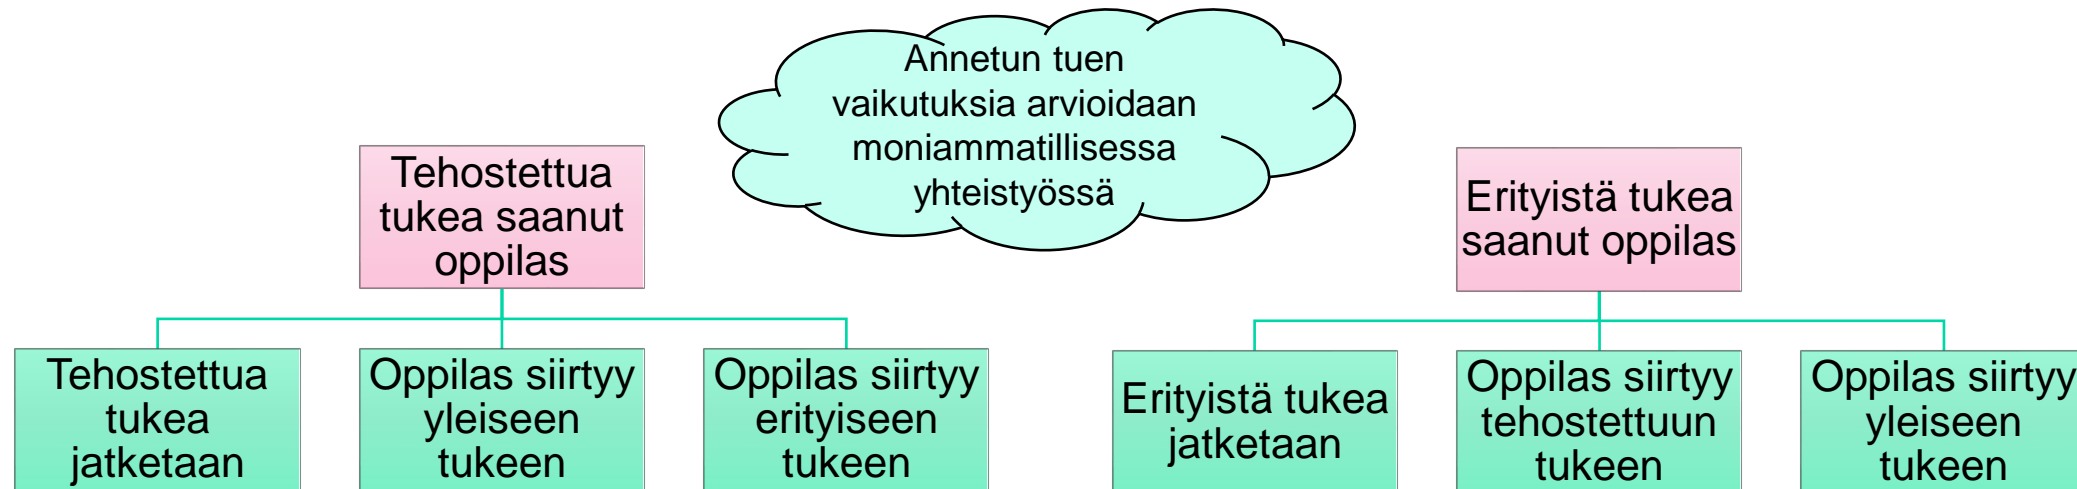 Annetun tuen
vaikutuksia arvioidaan
moniammatillisessa
yhteistyössä
Tehostettua
tukea saanut
oppilas
Erityistä tukea
saanut oppilas
Tehostettua
tukea
jatketaan
Oppilas siirtyy
yleiseen
tukeen
Oppilas siirtyy
erityiseen
tukeen
Erityistä tukea
jatketaan
Oppilas siirtyy
tehostettuun
tukeen
Oppilas siirtyy
yleiseen
tukeen